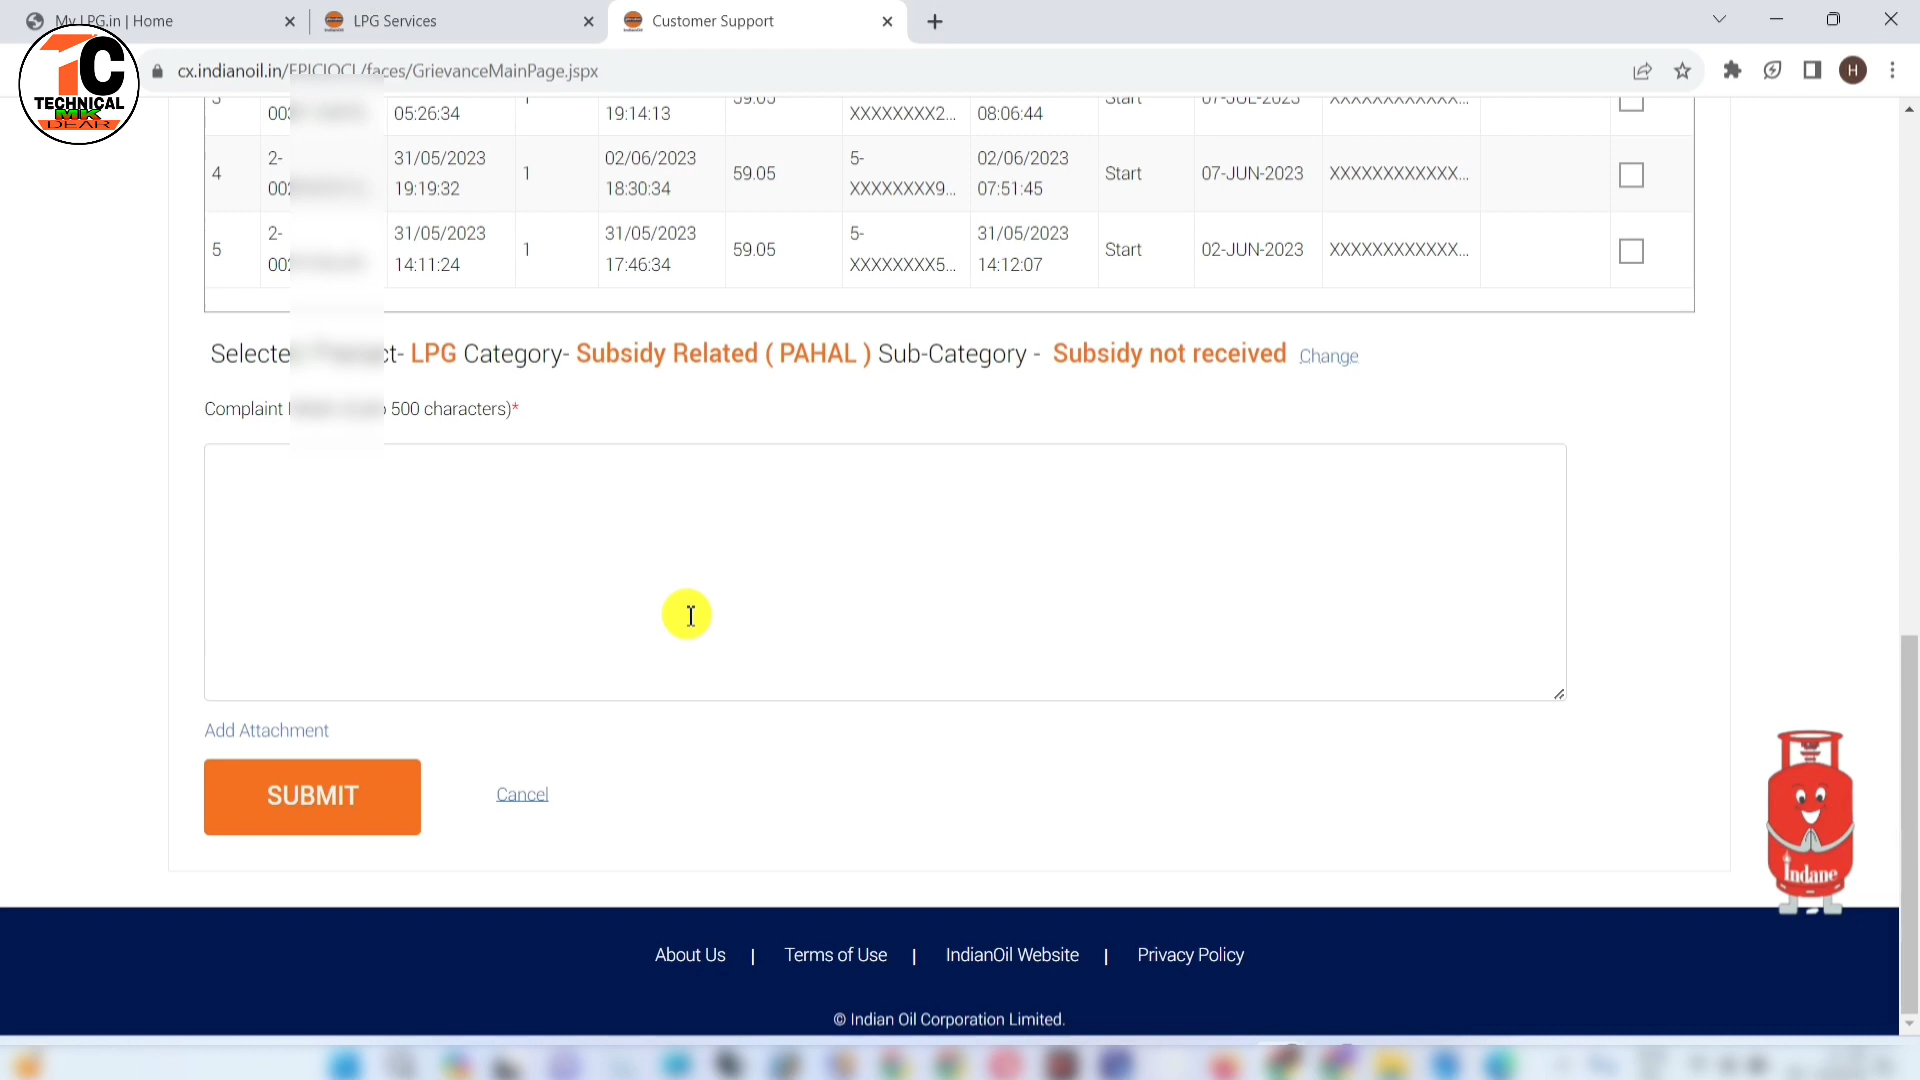 My LPG.in | Home
LPG Services
Customer Support
H
TC
TECHNICAL
MK
DEAR
cx.indianoil.in/EPICIOCL/faces/GrievanceMainPage.jspx
05:26:34 19:14:13 XXXXXXXX2... 08:06:44
XXXXXXXXXXXX...
4 2- 31/05/2023 1 02/06/2023 59.05 5- 02/06/2023 Start 07-JUN-2023 XXXXXXXXXXXX...
19:19:32 18:30:34 XXXXXXXX9... 07:51:45
5 2- 31/05/2023 1 31/05/2023 59.05 5- 31/05/2023 Start 02-JUN-2023 XXXXXXXXXXXX...
14:11:24 17:46:34 XXXXXXXX5... 14:12:07
LPG Category- Subsidy Related ( PAHAL ) Sub-Category - Subsidy not received Change
Complaint 500 characters)*
Add Attachment
SUBMIT
Cancel
Indane
About Us | Terms of Use | IndianOil Website | Privacy Policy
© Indian Oil Corporation Limited.